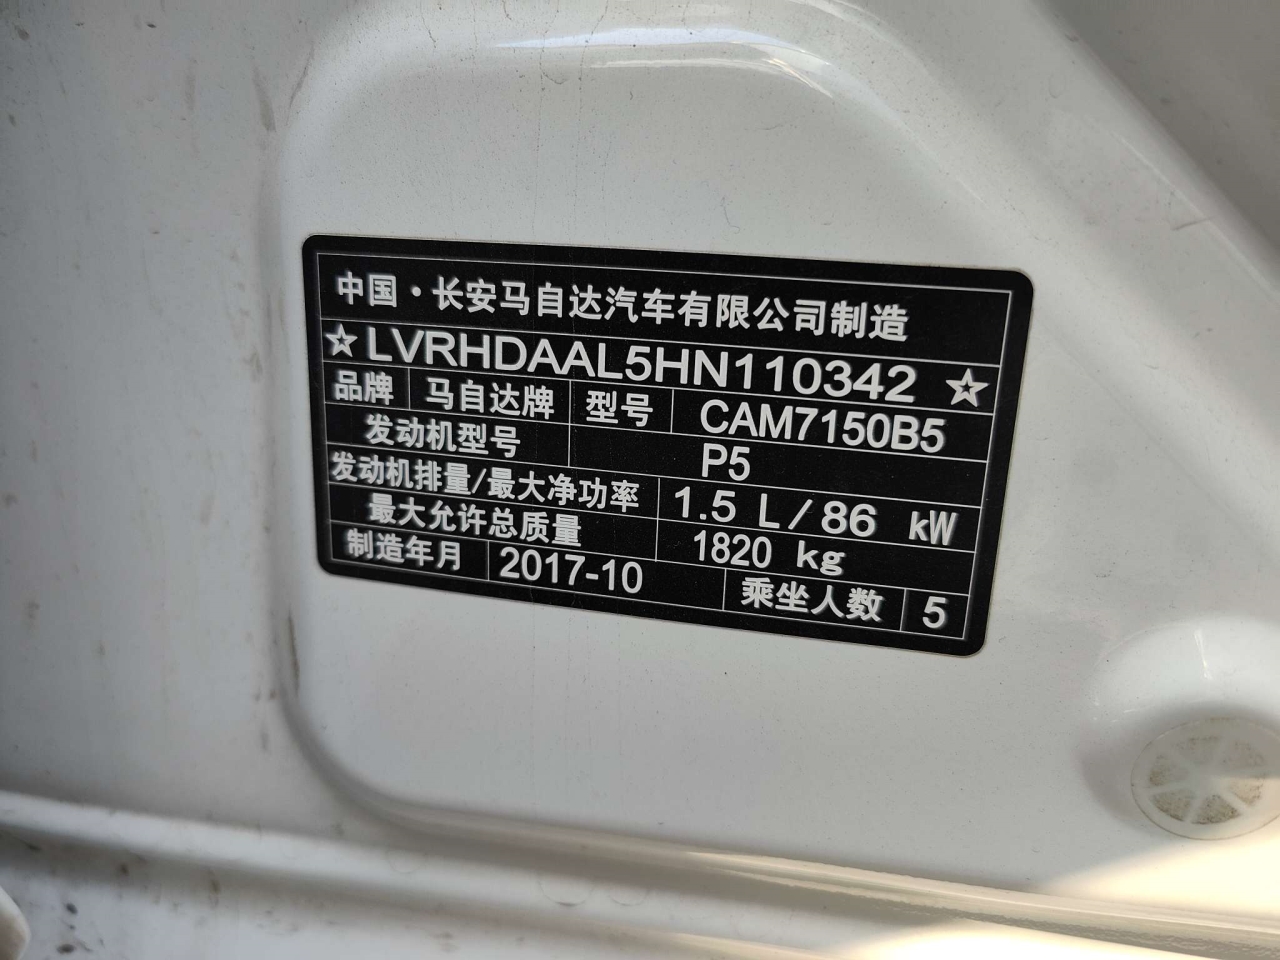 中国·长安马自达汽车有限公司制造
☆LVRHDAAL5HN110342☆
品牌 马自达牌 型号 CAM7150B5
发动机型号 P5
发动机排量/最大净功率 1.5 L/86 kW
最大允许总质量 1820 kg
制造年月 2017-10 乘坐人数 5